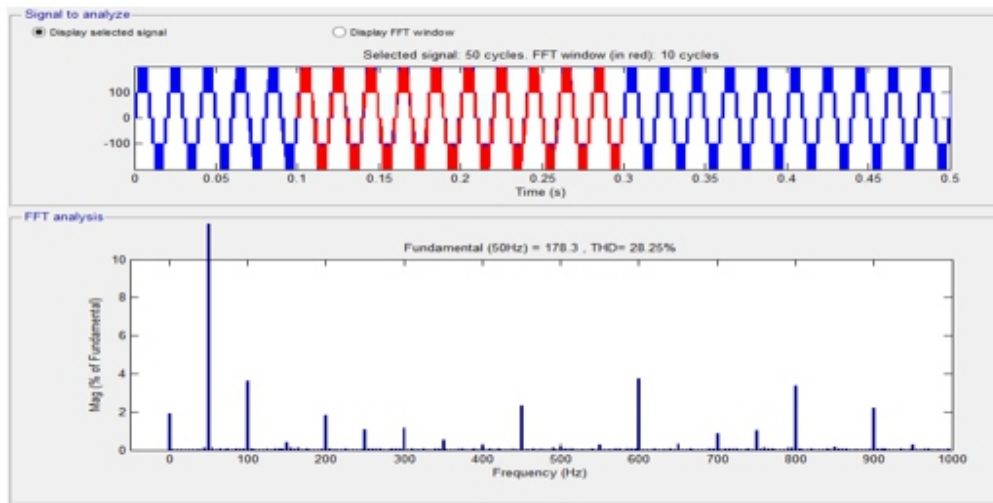 Signal to analyze
Display selected signal Display FFT window
Selected signal: 50 cycles. FFT window (in red): 10 cycles
100
0
-100
0 0.05 0.1 0.15 0.2 0.25 0.3 0.35 0.4 0.45 0.5
Time (s)
FFT analysis
Fundamental (50Hz) = 178.3 , THD= 28.25%
10
8
6
4
2
0
Mag (% of Fundamental)
0 100 200 300 400 500 600 700 800 900 1000
Frequency (Hz)